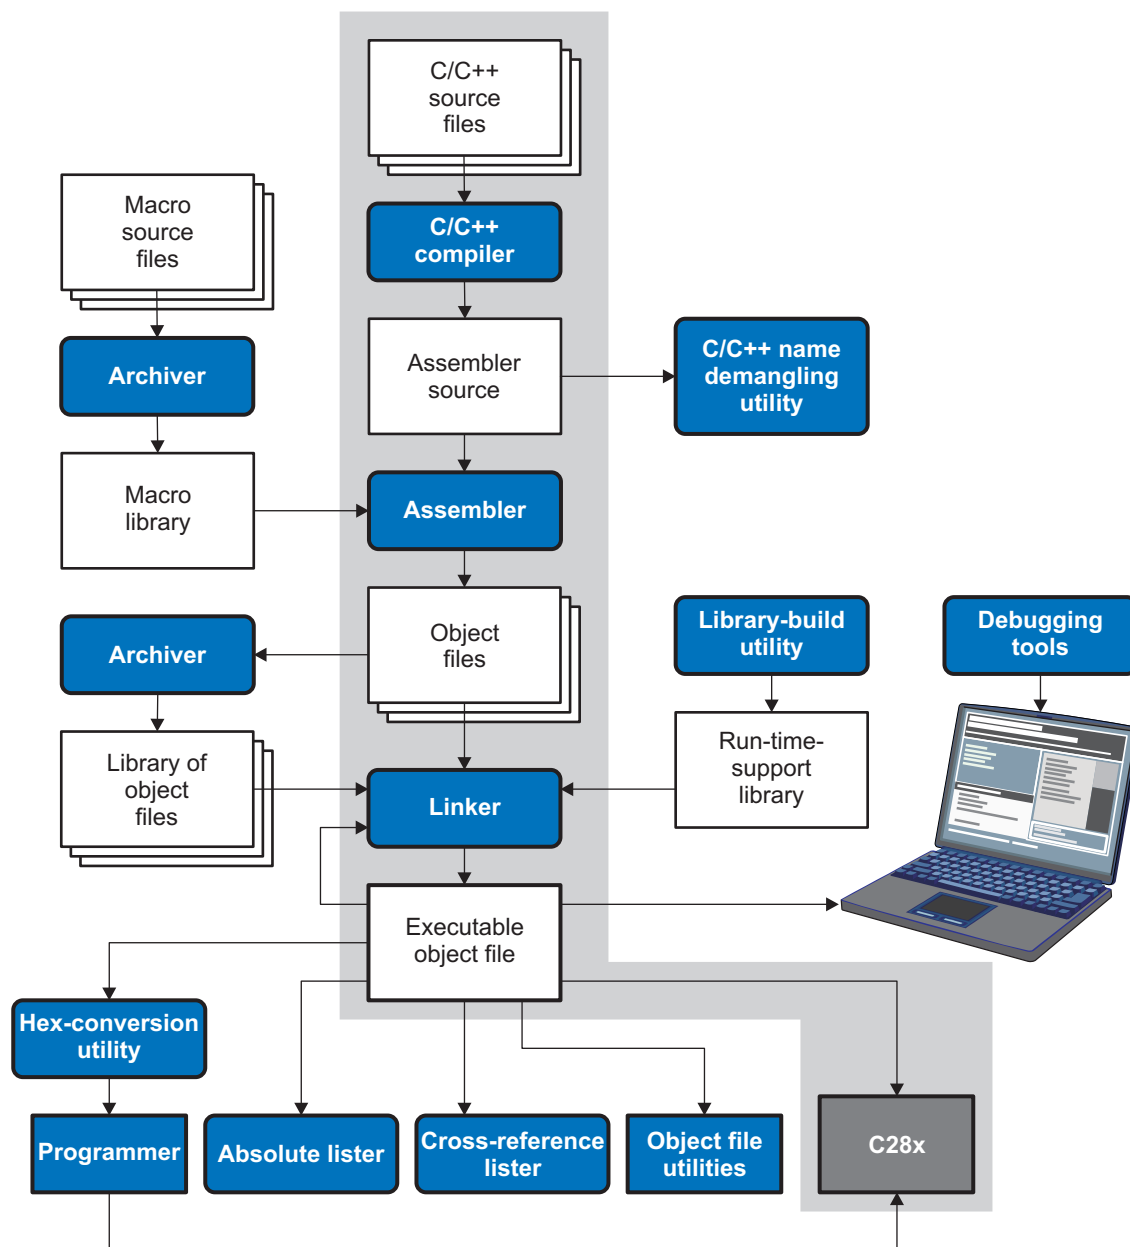 C/C++
source
files
Macro
source
files
C/C++
compiler
Archiver
Assembler
source
C/C++ name
demangling
utility
Macro
library
Assembler
Archiver
Object
files
Library-build
utility
Debugging
tools
Library of
object
files
Linker
Run-time-
support
library
Executable
object file
Hex-conversion
utility
Programmer
Absolute lister
Cross-reference
lister
Object file
utilities
C28x